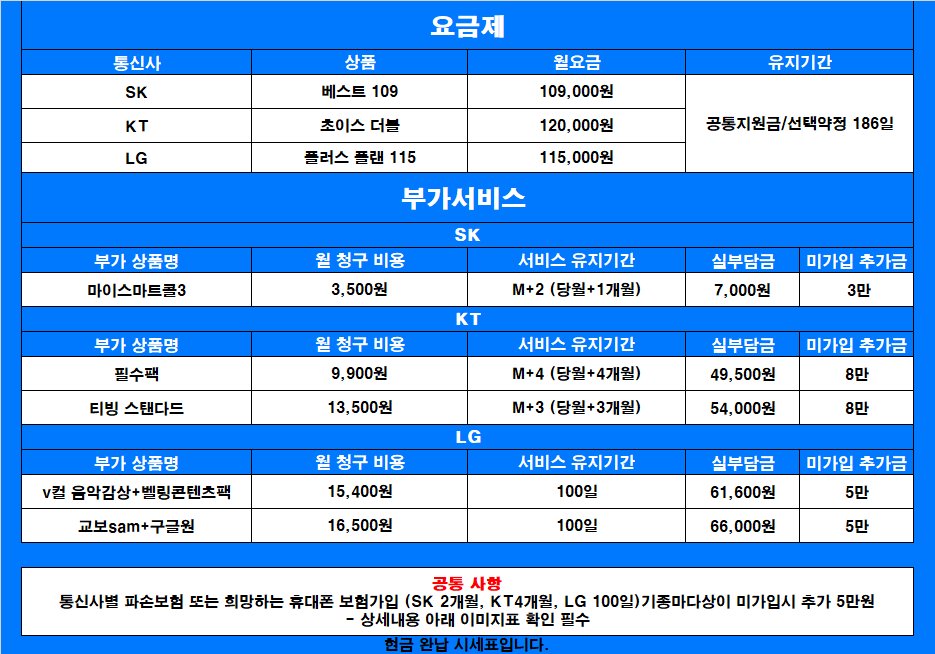 요금제
통신사 상품 월요금 유지기간
SK 베스트 109 109,000원
공통지원금/선택약정 186일
KT 초이스 더블 120,000원
LG 플러스 플랜 115 115,000원
부가서비스
SK
부가 상품명 월 청구 비용 서비스 유지기간 실부담금 미가입 추가금
마이스마트콜3 3,500원 M+2 (당월+1개월) 7,000원 3만
KT
부가 상품명 월 청구 비용 서비스 유지기간 실부담금 미가입 추가금
필수팩 9,900원 M+4 (당월+4개월) 49,500원 8만
티빙 스탠다드 13,500원 M+3 (당월+3개월) 54,000원 8만
LG
부가 상품명 월 청구 비용 서비스 유지기간 실부담금 미가입 추가금
v컬 음악감상+벨링콘텐츠팩 15,400원 100일 61,600원 5만
교보sam+구글원 16,500원 100일 66,000원 5만
공통 사항
통신사별 파손보험 또는 희망하는 휴대폰 보험가입 (SK 2개월, KT4개월, LG 100일)기종마다상이 미가입시 추가 5만원
- 상세내용 아래 이미지표 확인 필수
현금 완납 시세표입니다.